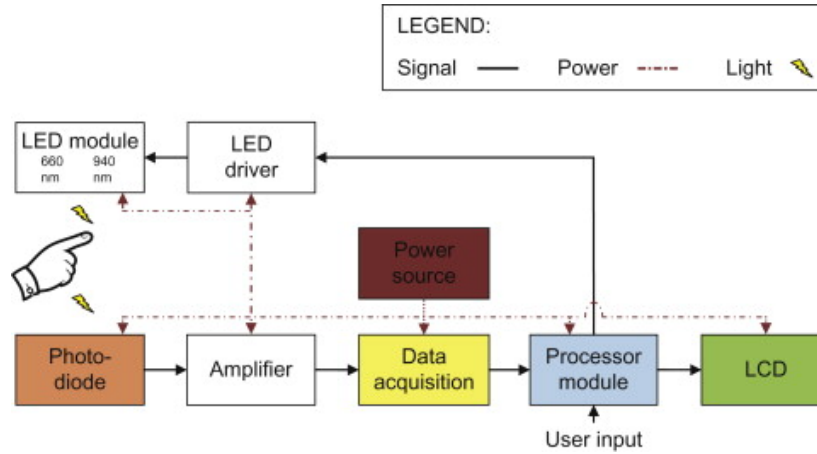 LEGEND:
Signal Power Light
LED module
660 940
nm nm
LED
driver
Power
source
Photo-
diode
Amplifier
Data
acquisition
Processor
module
LCD
User input